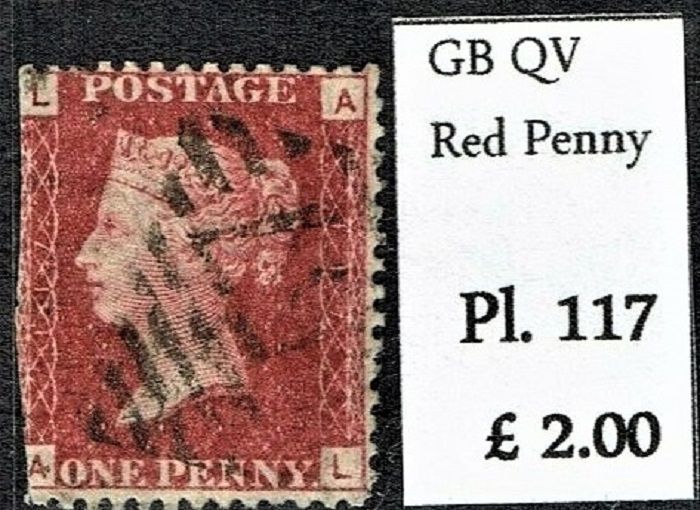 L POSTAGE A
A ONE PENNY. L
GB QV
Red Penny
Pl. 117
£ 2.00